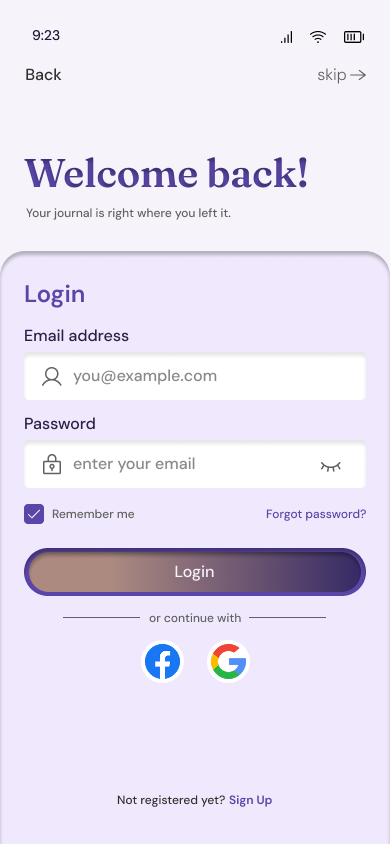 9:23
Back
skip
Welcome back!
Your journal is right where you left it.
Login
Email address
you@example.com
Password
enter your email
Remember me
Forgot password?
Login
or continue with
Not registered yet? Sign Up